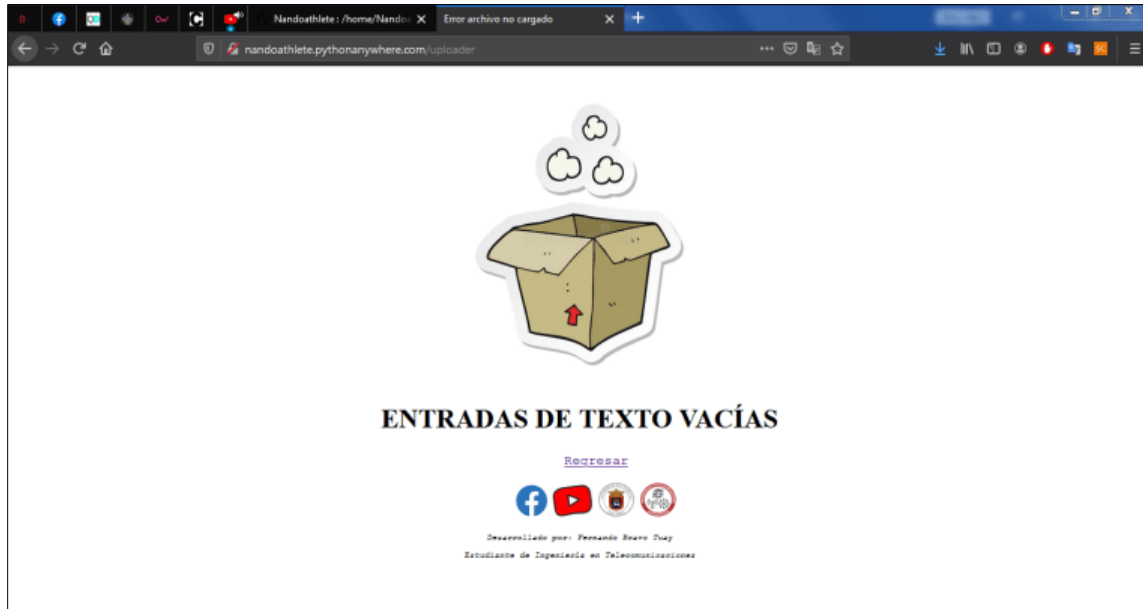 Nandoathlete : /home/Nando
Error archivo no cargado
nandoathlete.pythonanywhere.com/uploader
ENTRADAS DE TEXTO VACÍAS
Regresar
Desarrollado por: Fernando Bravo Tuay
Estudiante de Ingeniería en Telecomunicaciones